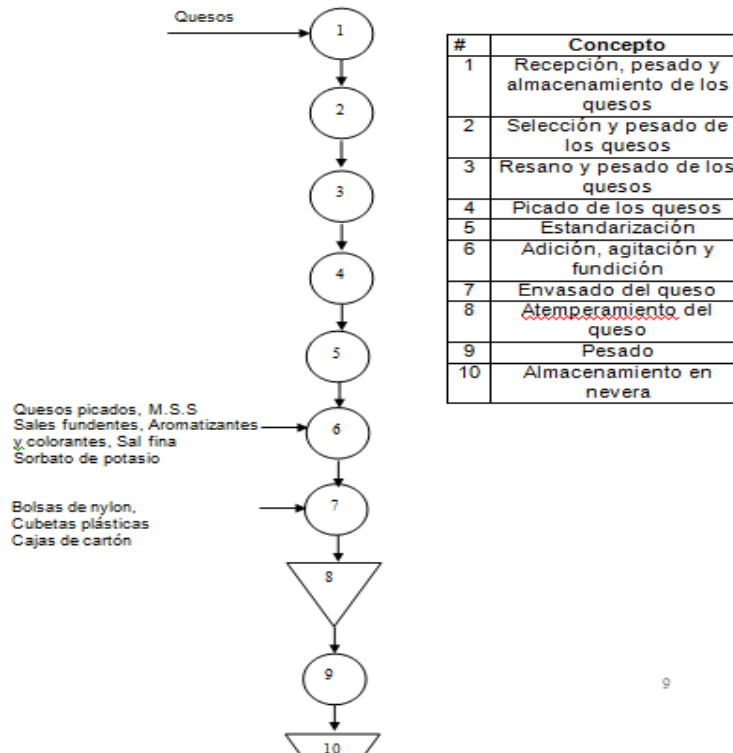 Quesos
1
2
3
4
5
Quesos picados, M.S.S
Sales fundentes, Aromatizantes
y colorantes, Sal fina
Sorbato de potasio
6
Bolsas de nylon,
Cubetas plásticas
Cajas de cartón
7
8
9
10
# Concepto
1 Recepción, pesado y
almacenamiento de los
quesos
2 Selección y pesado de
los quesos
3 Resano y pesado de los
quesos
4 Picado de los quesos
5 Estandarización
6 Adición, agitación y
fundición
7 Envasado del queso
8 Atemperamiento del
queso
9 Pesado
10 Almacenamiento en
nevera
9